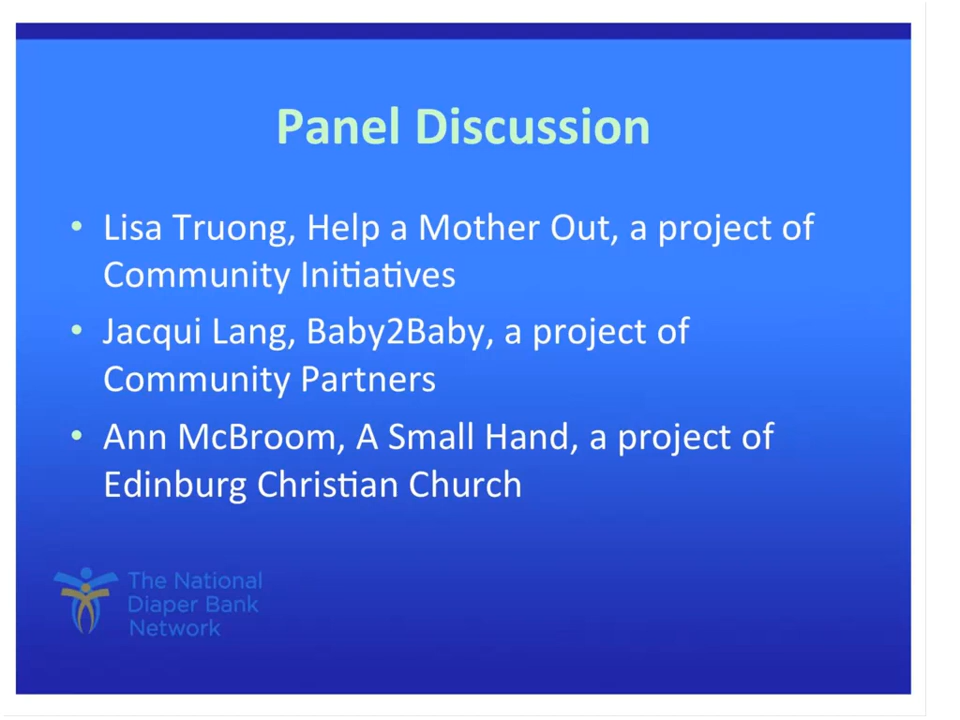 Panel Discussion
• Lisa Truong, Help a Mother Out, a project of
Community Initiatives
• Jacqui Lang, Baby2Baby, a project of
Community Partners
• Ann McBroom, A Small Hand, a project of
Edinburg Christian Church
The National
Diaper Bank
Network